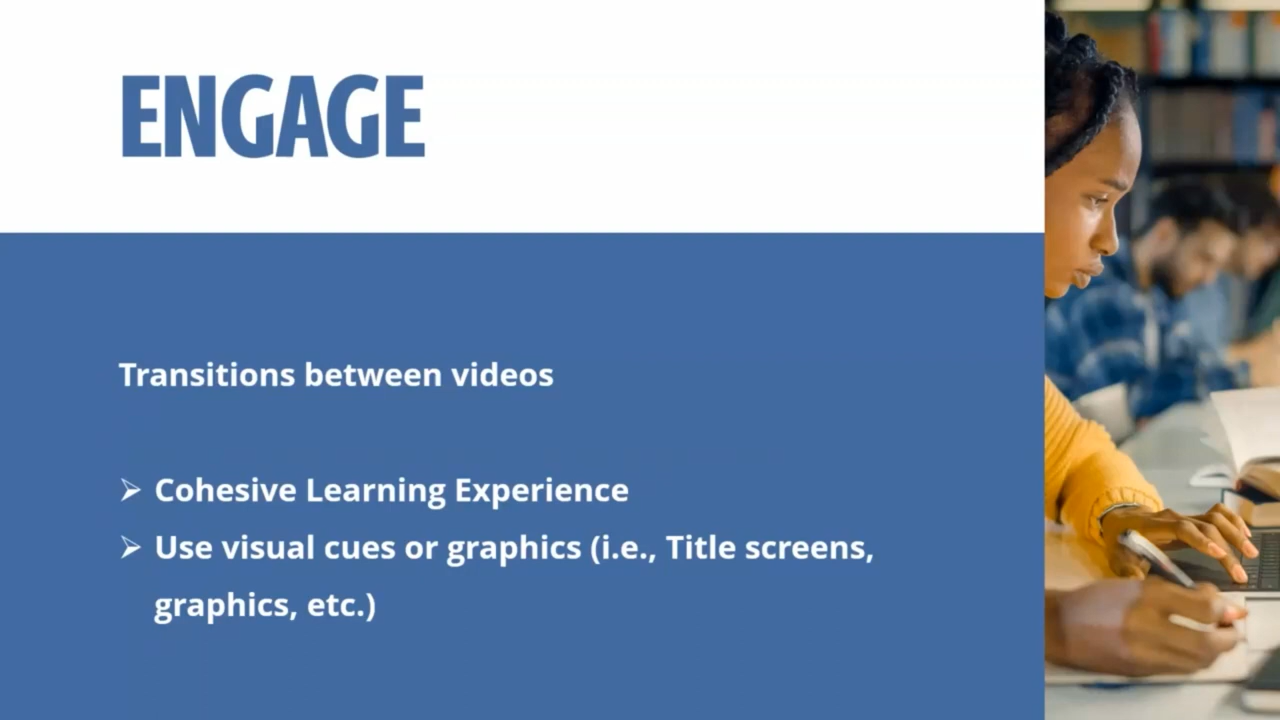 ENGAGE
Transitions between videos
➢ Cohesive Learning Experience
➢ Use visual cues or graphics (i.e., Title screens,
graphics, etc.)